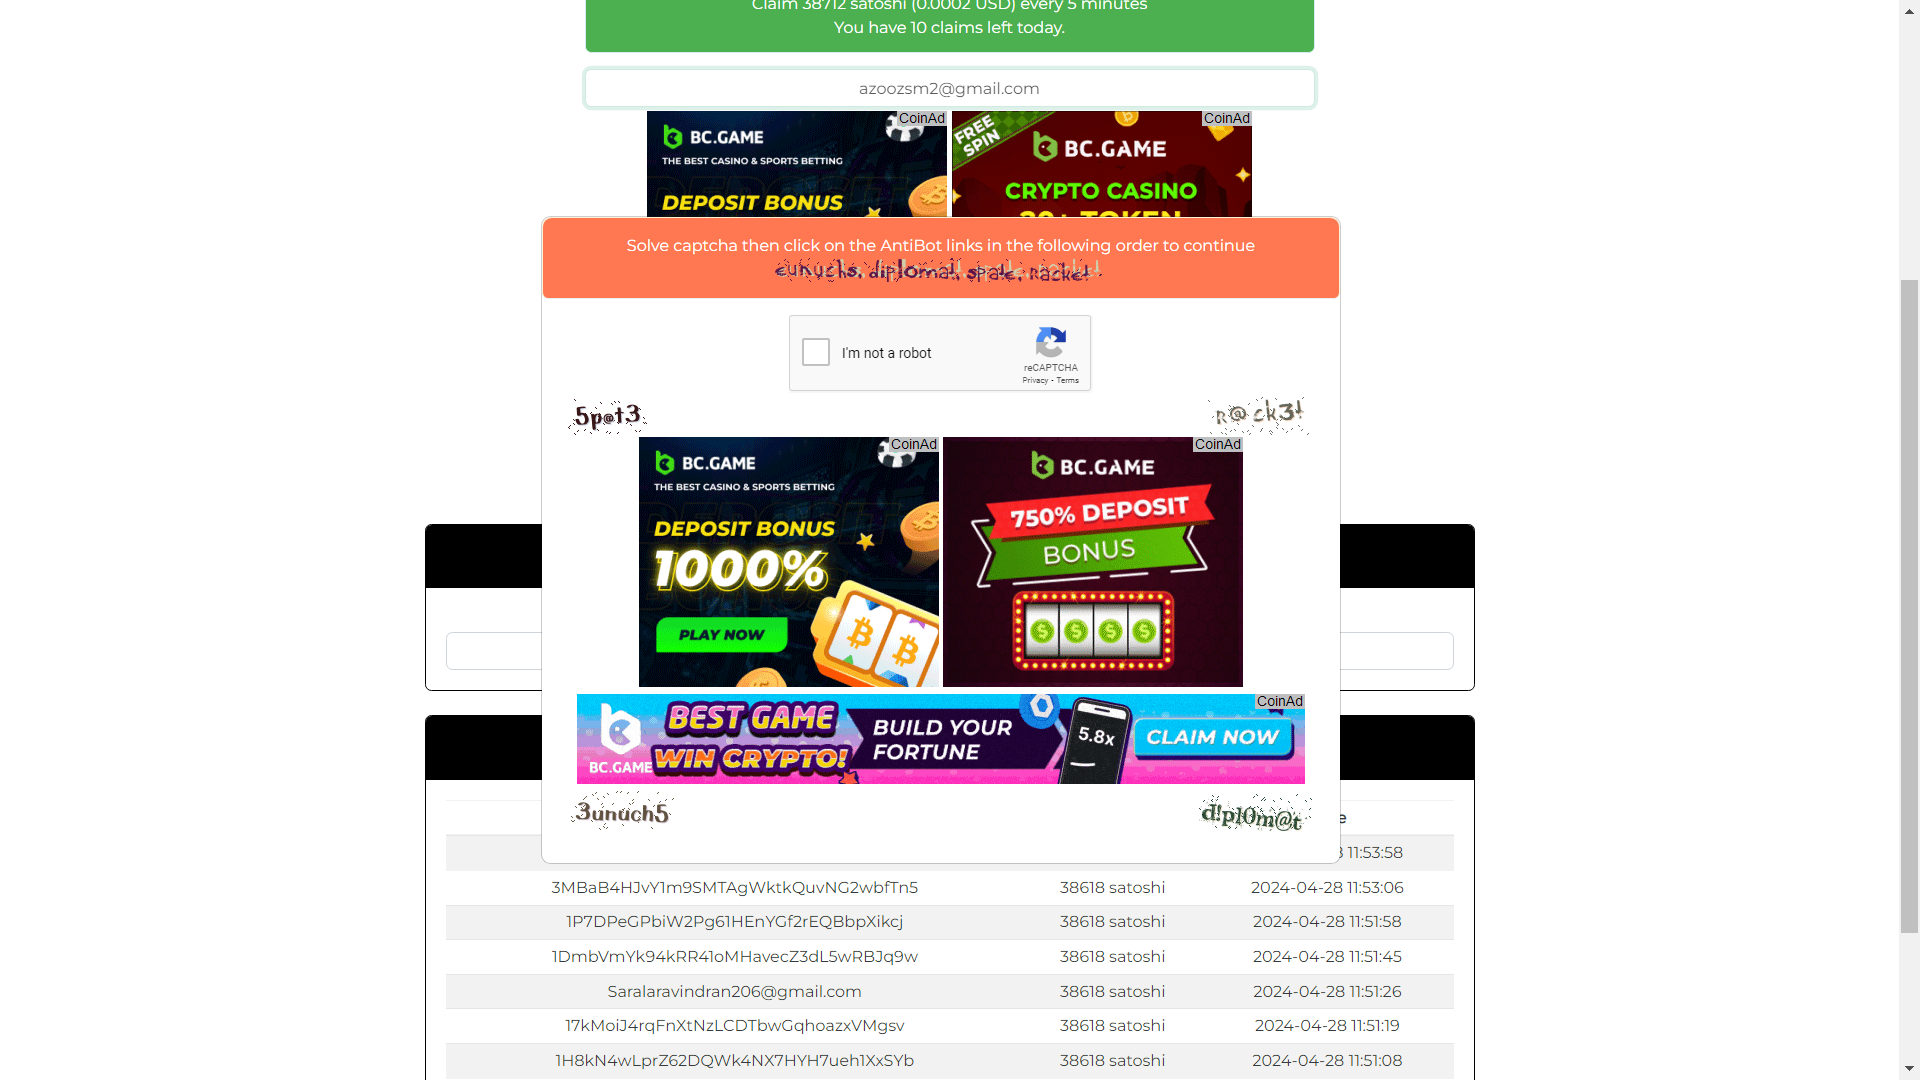 Claim 38712 satoshi (0.0002 USD) every 5 minutes
You have 10 claims left today.
azoozsm2@gmail.com
CoinAd
BC.GAME
THE BEST CASINO & SPORTS BETTING
DEPOSIT BONUS
CoinAd
FREE SPIN
BC.GAME
CRYPTO CASINO
20+ TOKEN
Solve captcha then click on the AntiBot links in the following order to continue
eunuchs, diplomat, spate, racket
I'm not a robot
reCAPTCHA
Privacy - Terms
5p@t3
R@ck3t
CoinAd
BC.GAME
THE BEST CASINO & SPORTS BETTING
DEPOSIT BONUS
1000%
PLAY NOW
CoinAd
BC.GAME
750% DEPOSIT
BONUS
CoinAd
BC.GAME
BEST GAME
WIN CRYPTO!
BUILD YOUR
FORTUNE
5.8x
CLAIM NOW
3unuch5
d!pl0m@t
e
11:53:58
3MBaB4HJvY1m9SMTAgWktkQuvNG2wbfTn5 38618 satoshi 2024-04-28 11:53:06
1P7DPeGPbiW2Pg61HEnYGf2rEQBbpXikcj 38618 satoshi 2024-04-28 11:51:58
1DmbVmYk94kRR41oMHavecZ3dL5wRBJq9w 38618 satoshi 2024-04-28 11:51:45
Saralaravindran206@gmail.com 38618 satoshi 2024-04-28 11:51:26
17kMoiJ4rqFnXtNzLCDTbwGqhoazxVMgsv 38618 satoshi 2024-04-28 11:51:19
1H8kN4wLprZ62DQWk4NX7HYH7ueh1XxSYb 38618 satoshi 2024-04-28 11:51:08